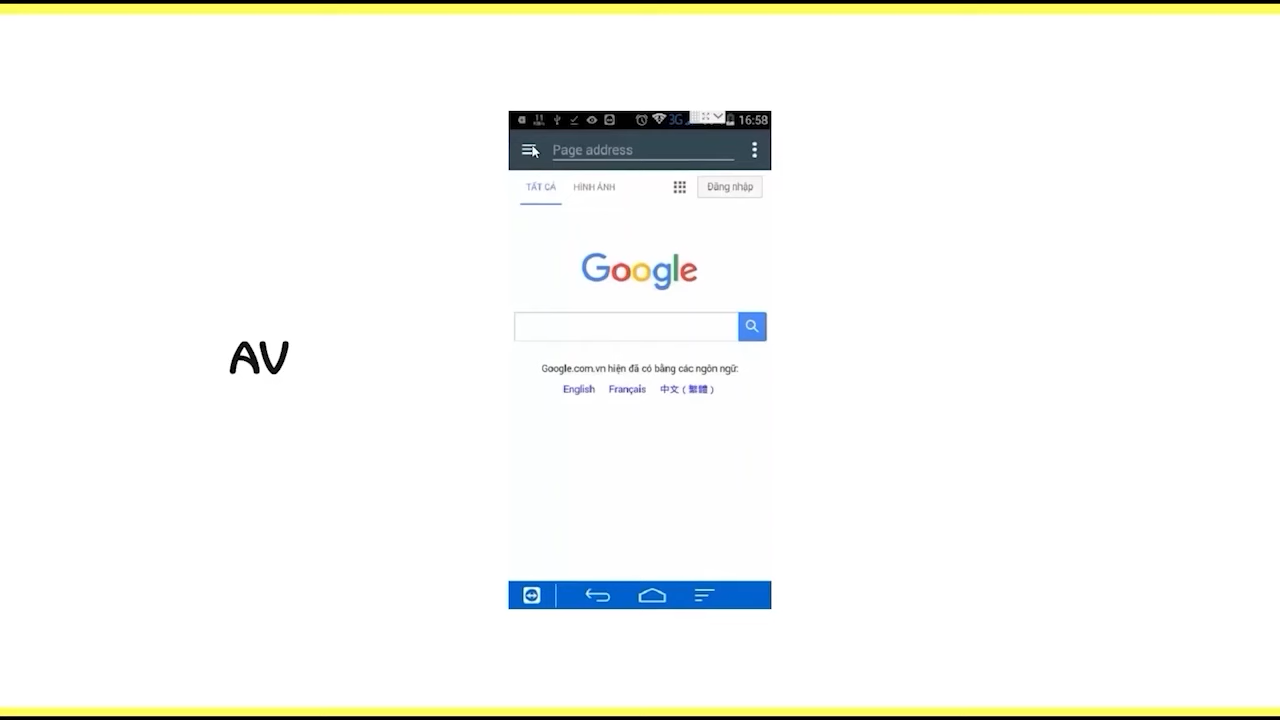 16:58
3G
Page address
TẤT CẢ HÌNH ẢNH
Đăng nhập
Google
AV
Google.com.vn hiện đã có bằng các ngôn ngữ:
English Français 中文 ( 繁體 )